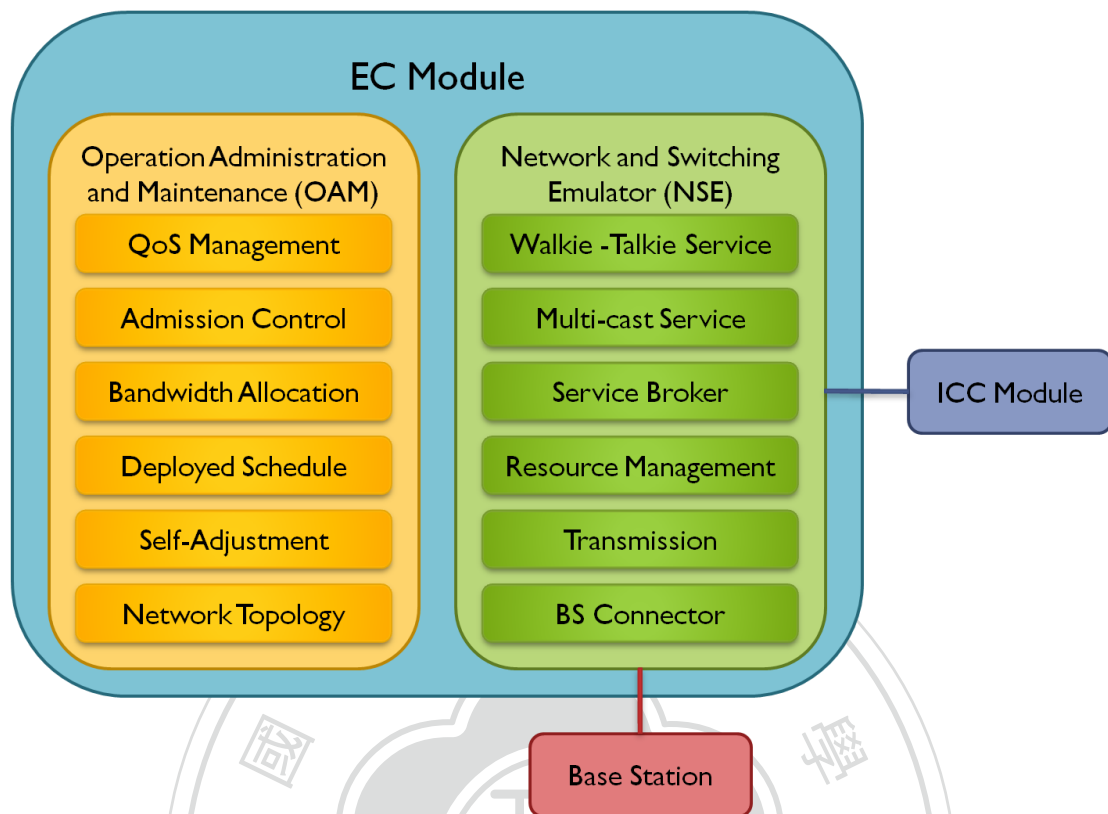 EC Module
Operation Administration
and Maintenance (OAM)
QoS Management
Admission Control
Bandwidth Allocation
Deployed Schedule
Self-Adjustment
Network Topology
Network and Switching
Emulator (NSE)
Walkie -Talkie Service
Multi-cast Service
Service Broker
Resource Management
Transmission
BS Connector
ICC Module
Base Station
國
學